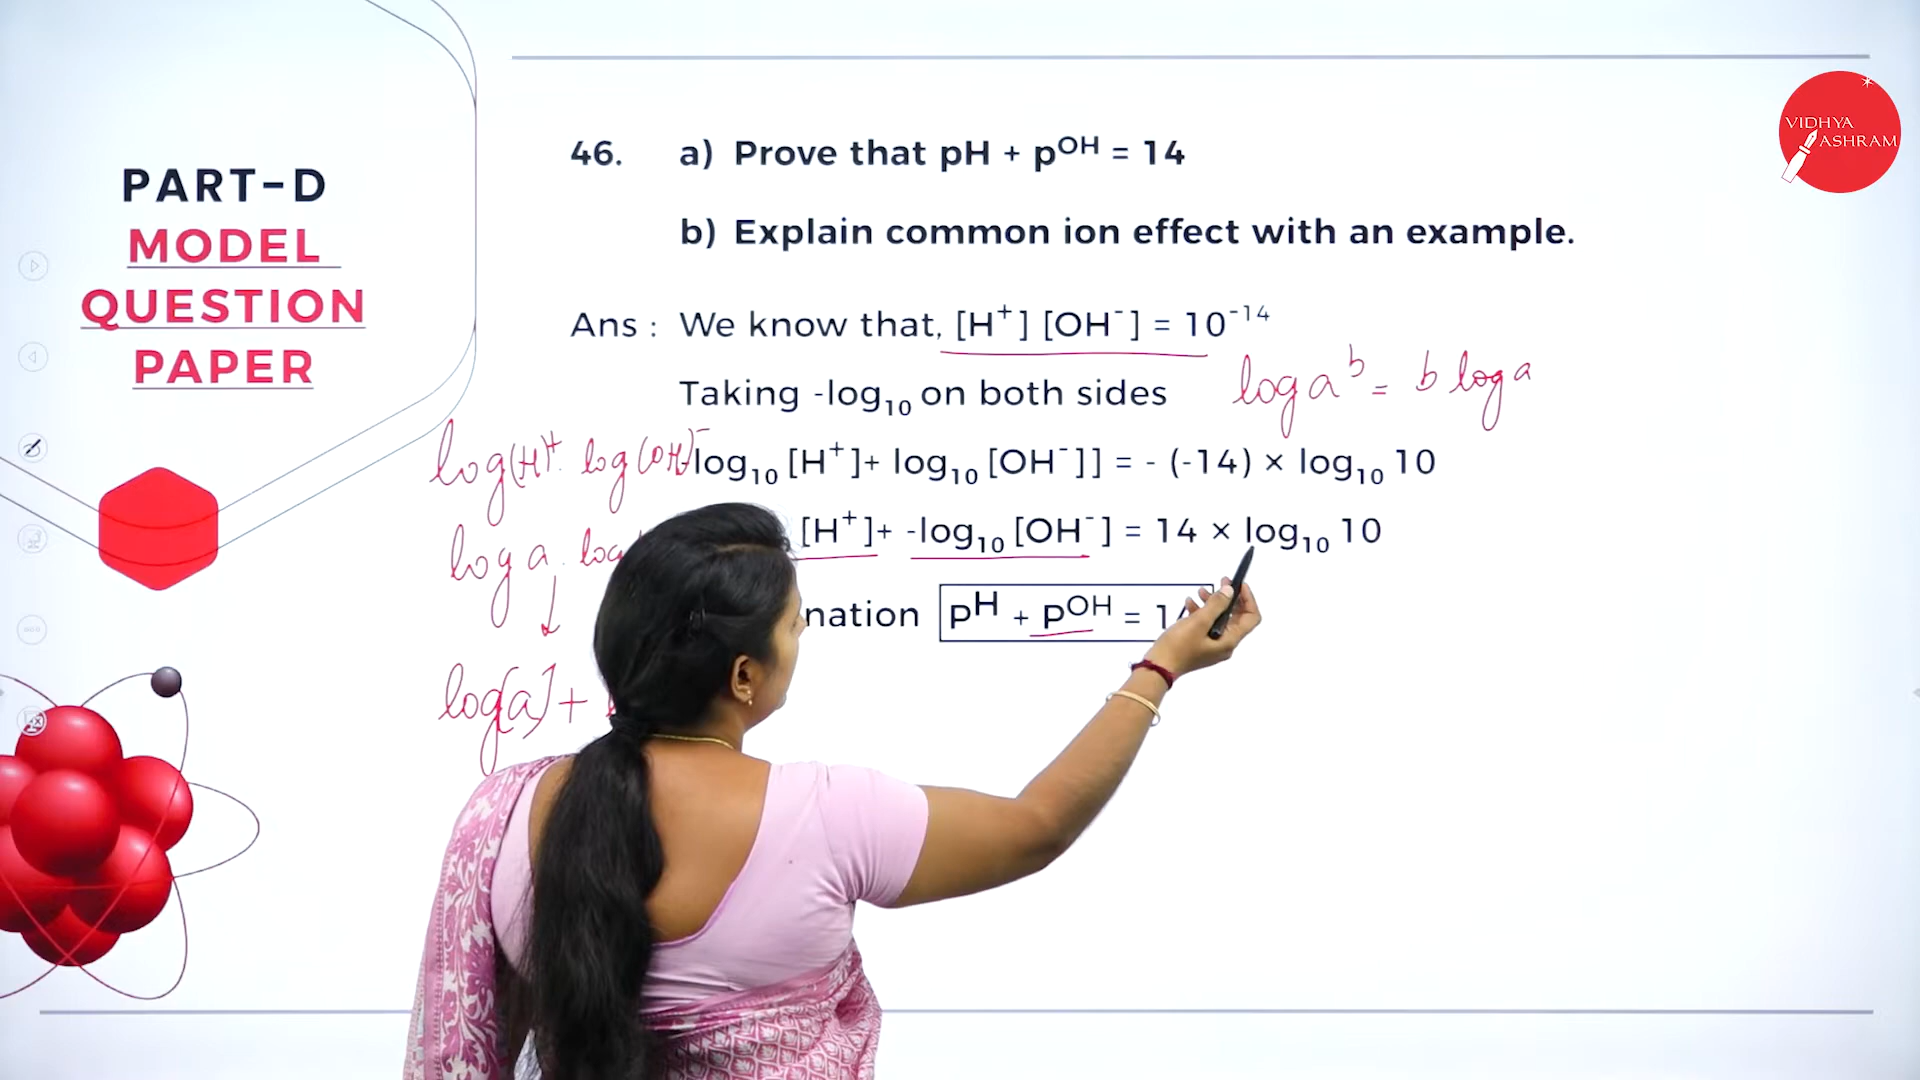 PART-D
MODEL
QUESTION
PAPER
VIDHYA
ASHRAM
46. a) Prove that pH + pᴼᴴ = 14
b) Explain common ion effect with an example.
Ans : We know that, [H⁺] [OH⁻] = 10⁻¹⁴
Taking -log₁₀ on both sides
log aᵇ = b log a
log(H)⁺. log(OH)⁻
log₁₀ [H⁺]+ log₁₀ [OH⁻]] = - (-14) × log₁₀ 10
log a .
[H⁺]+ -log₁₀ [OH⁻] = 14 × log₁₀ 10
↓
pᴴ + pᴼᴴ = 14
log[a] +